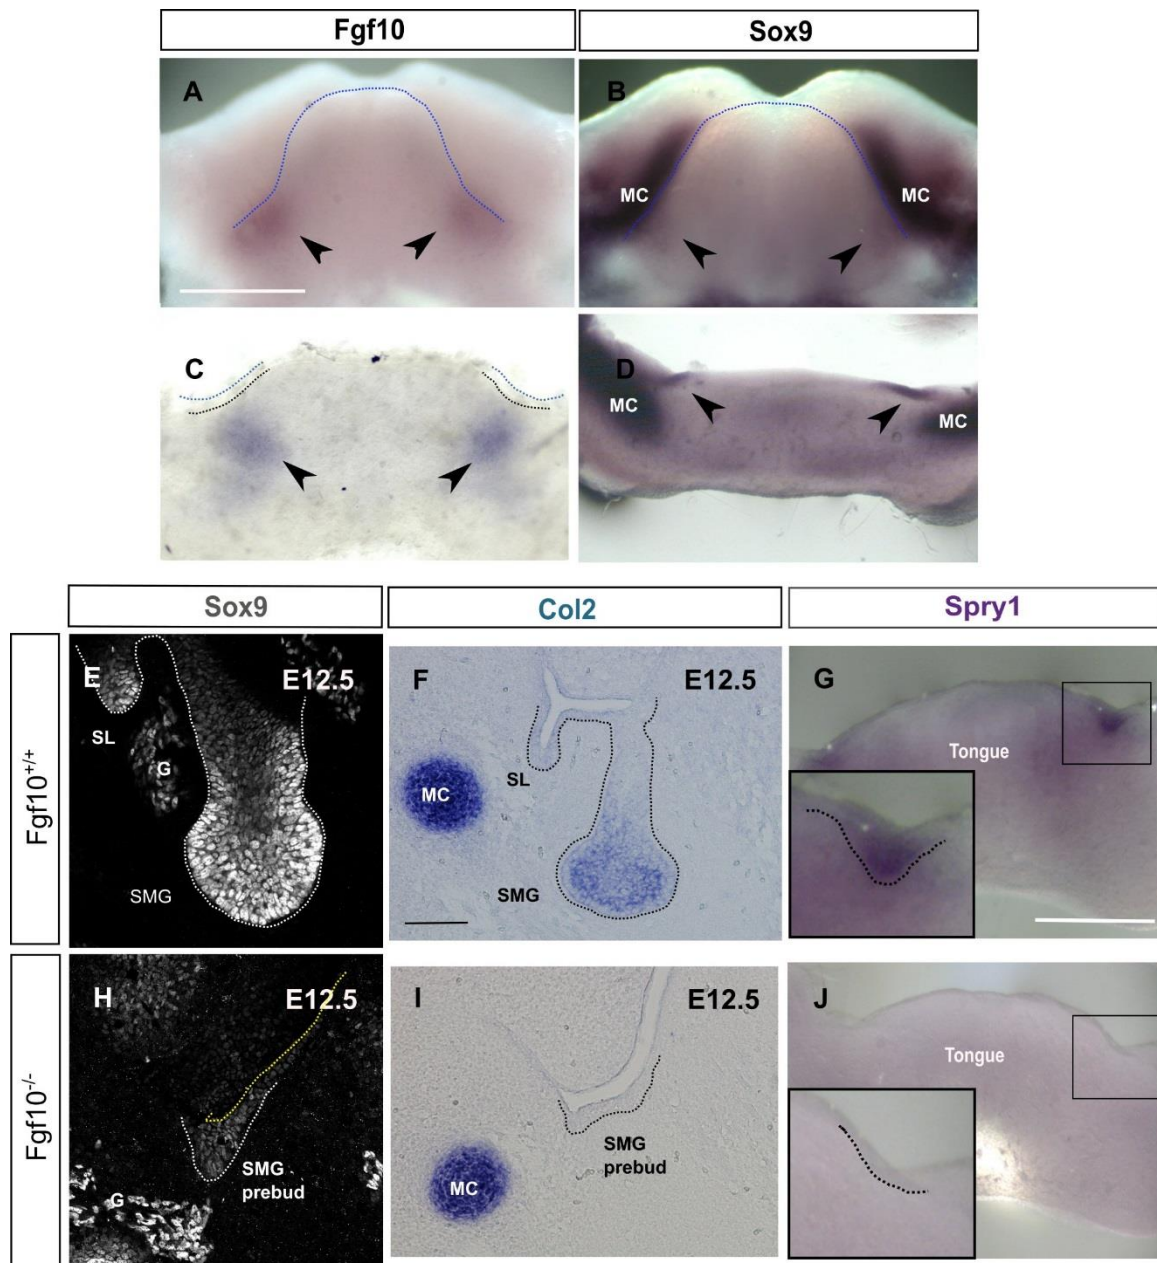 Fgf10
Sox9
A
B
MC
MC
C
D
MC
MC
Sox9
Col2
Spry1
Fgf10+/+
E
E12.5
SL
G
SMG
F
E12.5
SL
MC
SMG
G
Tongue
Fgf10-/-
H
E12.5
SMG
prebud
G
I
E12.5
SMG
prebud
MC
J
Tongue